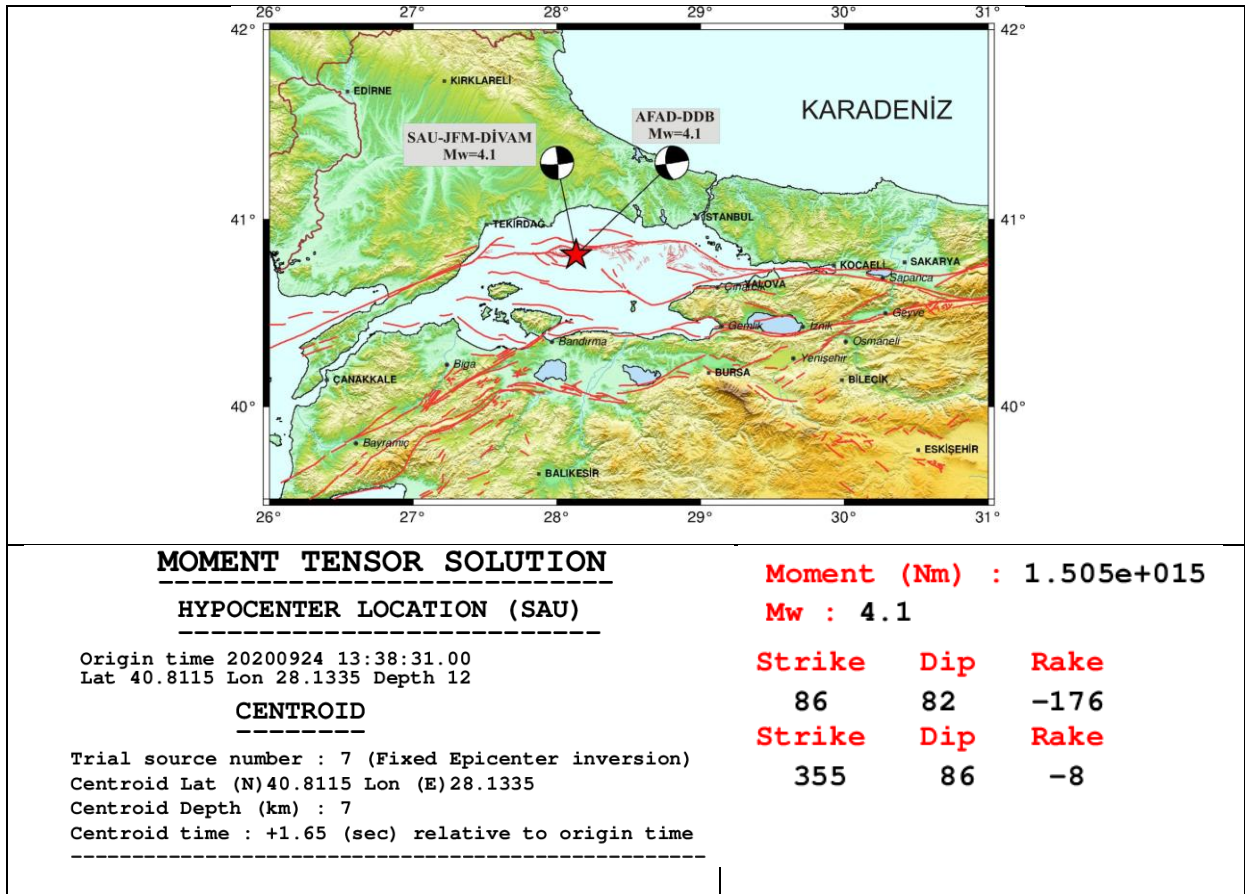 26° 27° 28° 29° 30° 31°
42° 42°
KIRKLARELİ
EDİRNE
KARADENİZ
AFAD-DDB
Mw=4.1
SAU-JFM-DİVAM
Mw=4.1
41° 41°
TEKİRDAĞ
İSTANBUL
KOCAELİ
SAKARYA
Sapanca
YALOVA
Çınarcık
Geyve
Gemlik
İznik
Bandırma
Osmaneli
Yenişehir
Biga
BURSA
BİLECİK
ÇANAKKALE
40° 40°
Bayramiç
ESKİŞEHİR
BALIKESİR
26° 27° 28° 29° 30° 31°
MOMENT TENSOR SOLUTION
HYPOCENTER LOCATION (SAU)
Origin time 20200924 13:38:31.00
Lat 40.8115 Lon 28.1335 Depth 12
CENTROID
Trial source number : 7 (Fixed Epicenter inversion)
Centroid Lat (N)40.8115 Lon (E)28.1335
Centroid Depth (km) : 7
Centroid time : +1.65 (sec) relative to origin time
Moment (Nm) : 1.505e+015
Mw : 4.1
Strike Dip Rake
86 82 -176
Strike Dip Rake
355 86 -8